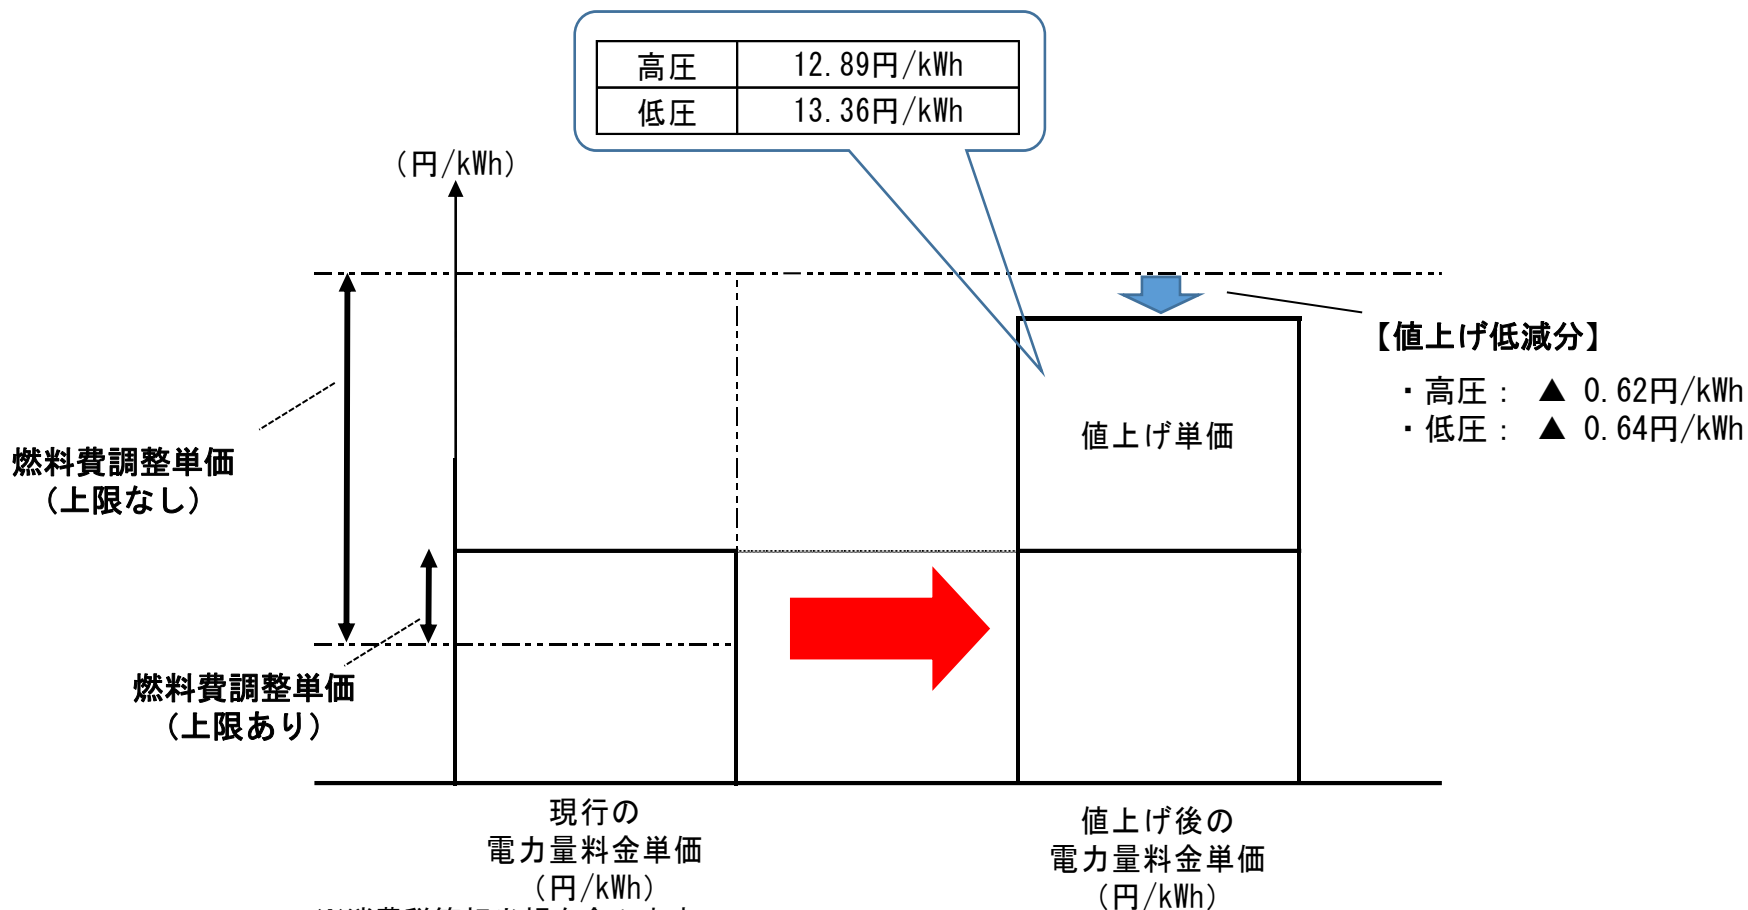 高圧 12.89円/kWh
低圧 13.36円/kWh
(円/kWh)
【値上げ低減分】
・高圧： ▲ 0.62円/kWh
・低圧： ▲ 0.64円/kWh
値上げ単価
燃料費調整単価
(上限なし)
燃料費調整単価
(上限あり)
現行の
電力量料金単価
(円/kWh)
値上げ後の
電力量料金単価
(円/kWh)